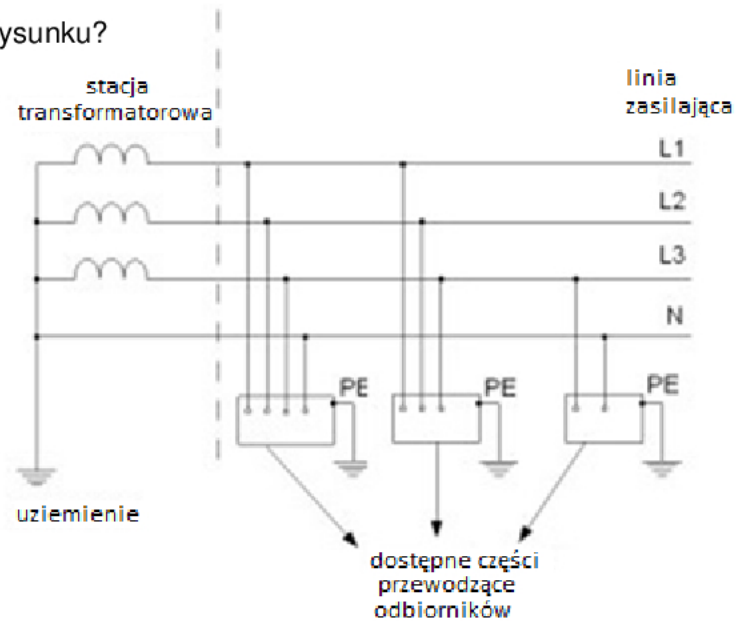 ysunku?
stacja
transformatorowa
linia
zasilająca
L1
L2
L3
N
PE
PE
PE
uziemienie
dostępne części
przewodzące
odbiorników